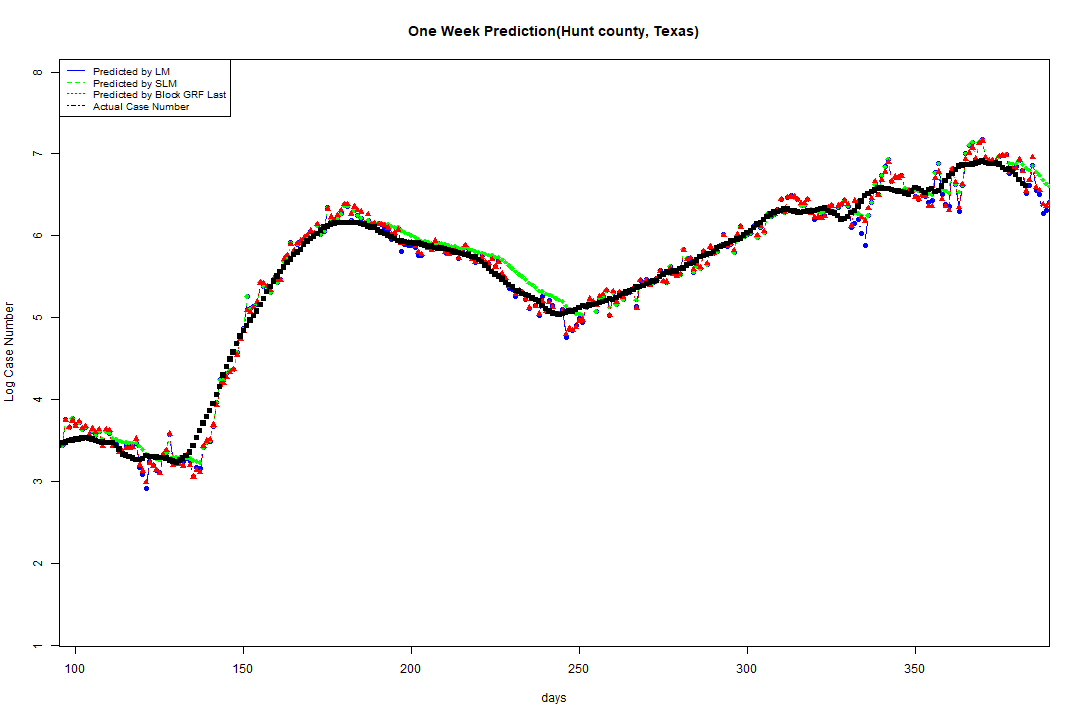 One Week Prediction(Hunt county, Texas)
Predicted by LM
Predicted by SLM
Predicted by Block GRF Last
Actual Case Number
8
7
6
5
4
3
2
1
Log Case Number
100 150 200 250 300 350
days